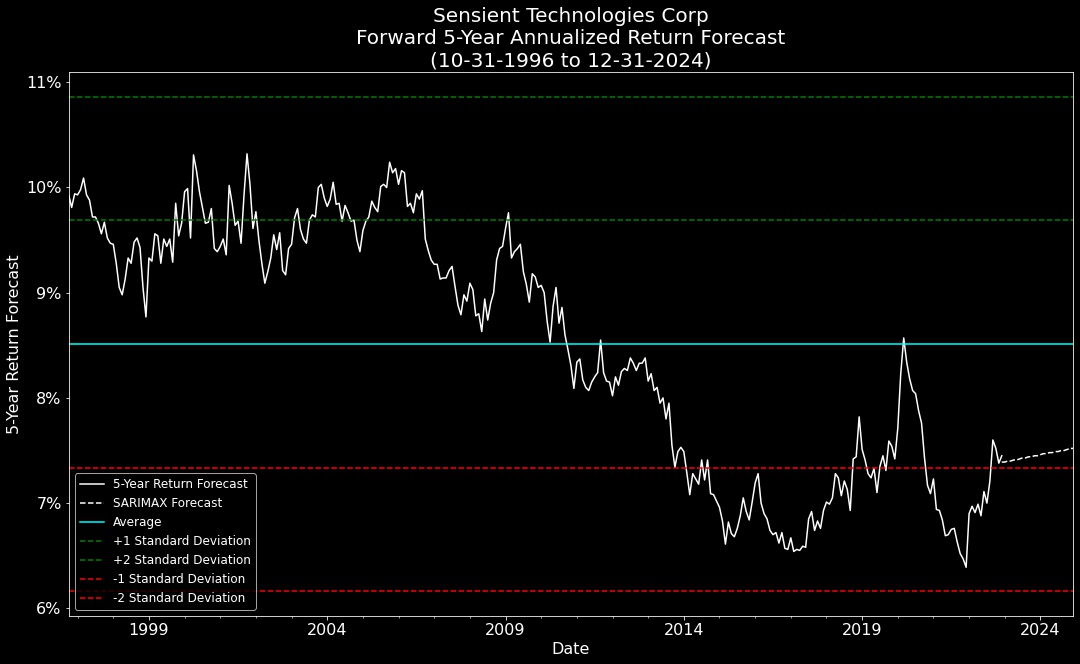 Sensient Technologies Corp
Forward 5-Year Annualized Return Forecast
(10-31-1996 to 12-31-2024)
11%
10%
9%
8%
7%
6%
5-Year Return Forecast
5-Year Return Forecast
SARIMAX Forecast
Average
+1 Standard Deviation
+2 Standard Deviation
-1 Standard Deviation
-2 Standard Deviation
1999 2004 2009 2014 2019 2024
Date